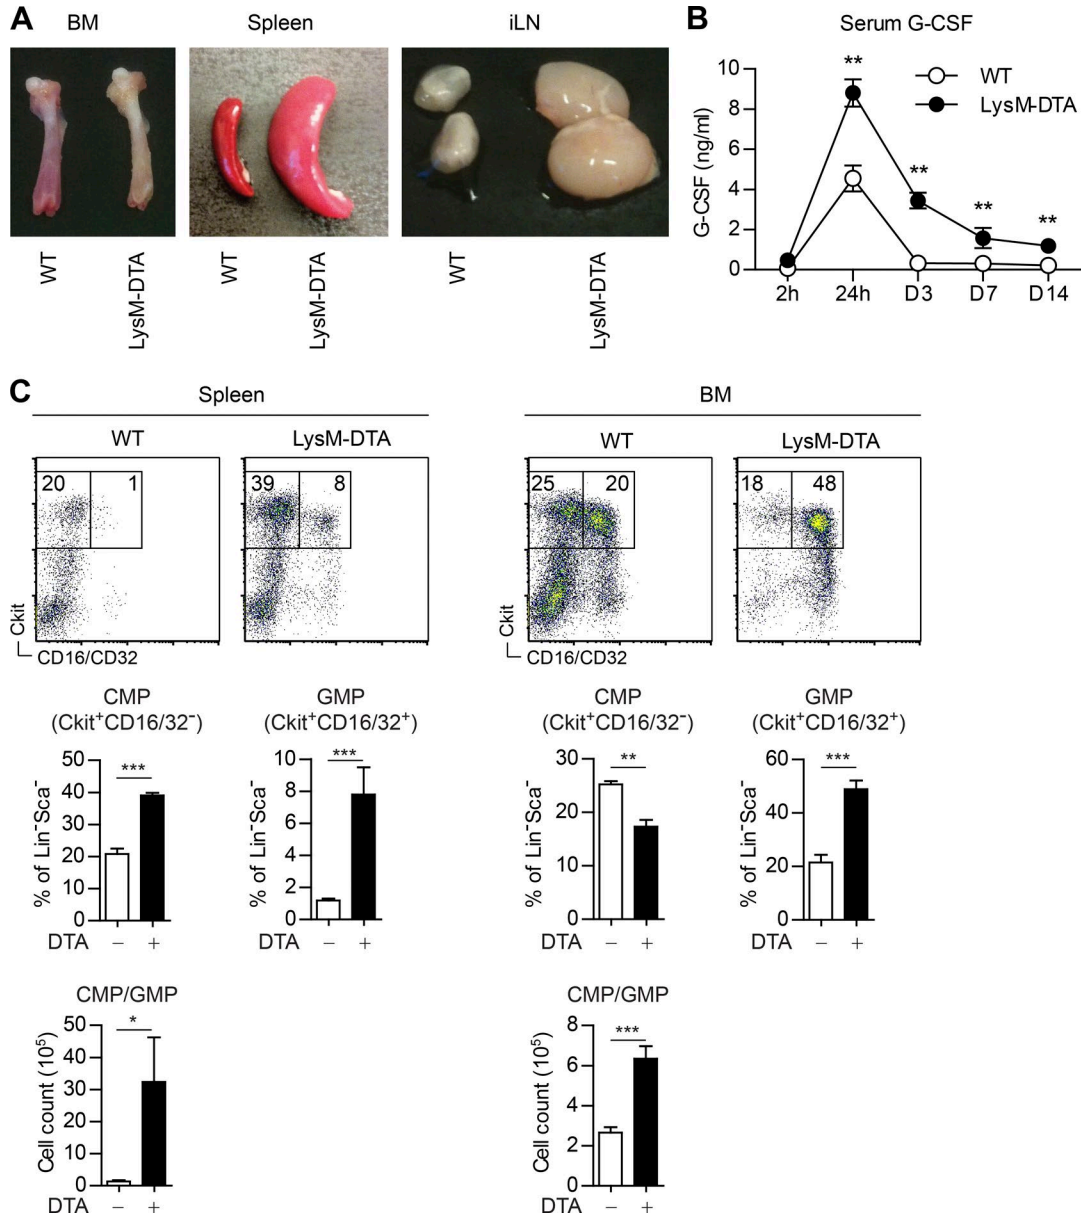 A
BM
Spleen
iLN
WT
LysM-DTA
WT
LysM-DTA
WT
LysM-DTA
B
Serum G-CSF
G-CSF (ng/ml)
10
8
6
4
2
0
2h
24h
D3
D7
D14
**
**
**
**
WT
LysM-DTA
C
Spleen
BM
WT
LysM-DTA
WT
LysM-DTA
20
1
39
8
25
20
18
48
Ckit
CD16/CD32
Ckit
CD16/CD32
CMP
(Ckit⁺CD16/32⁻)
% of Lin⁻Sca⁻
50
40
30
20
10
0
***
DTA − +
GMP
(Ckit⁺CD16/32⁺)
% of Lin⁻Sca⁻
10
8
6
4
2
0
***
− +
CMP
(Ckit⁺CD16/32⁻)
% of Lin⁻Sca⁻
30
20
10
0
**
DTA − +
GMP
(Ckit⁺CD16/32⁺)
% of Lin⁻Sca⁻
60
40
20
0
***
− +
CMP/GMP
Cell count (10⁵)
50
40
30
20
10
0
*
DTA − +
CMP/GMP
Cell count (10⁵)
8
6
4
2
0
***
DTA − +